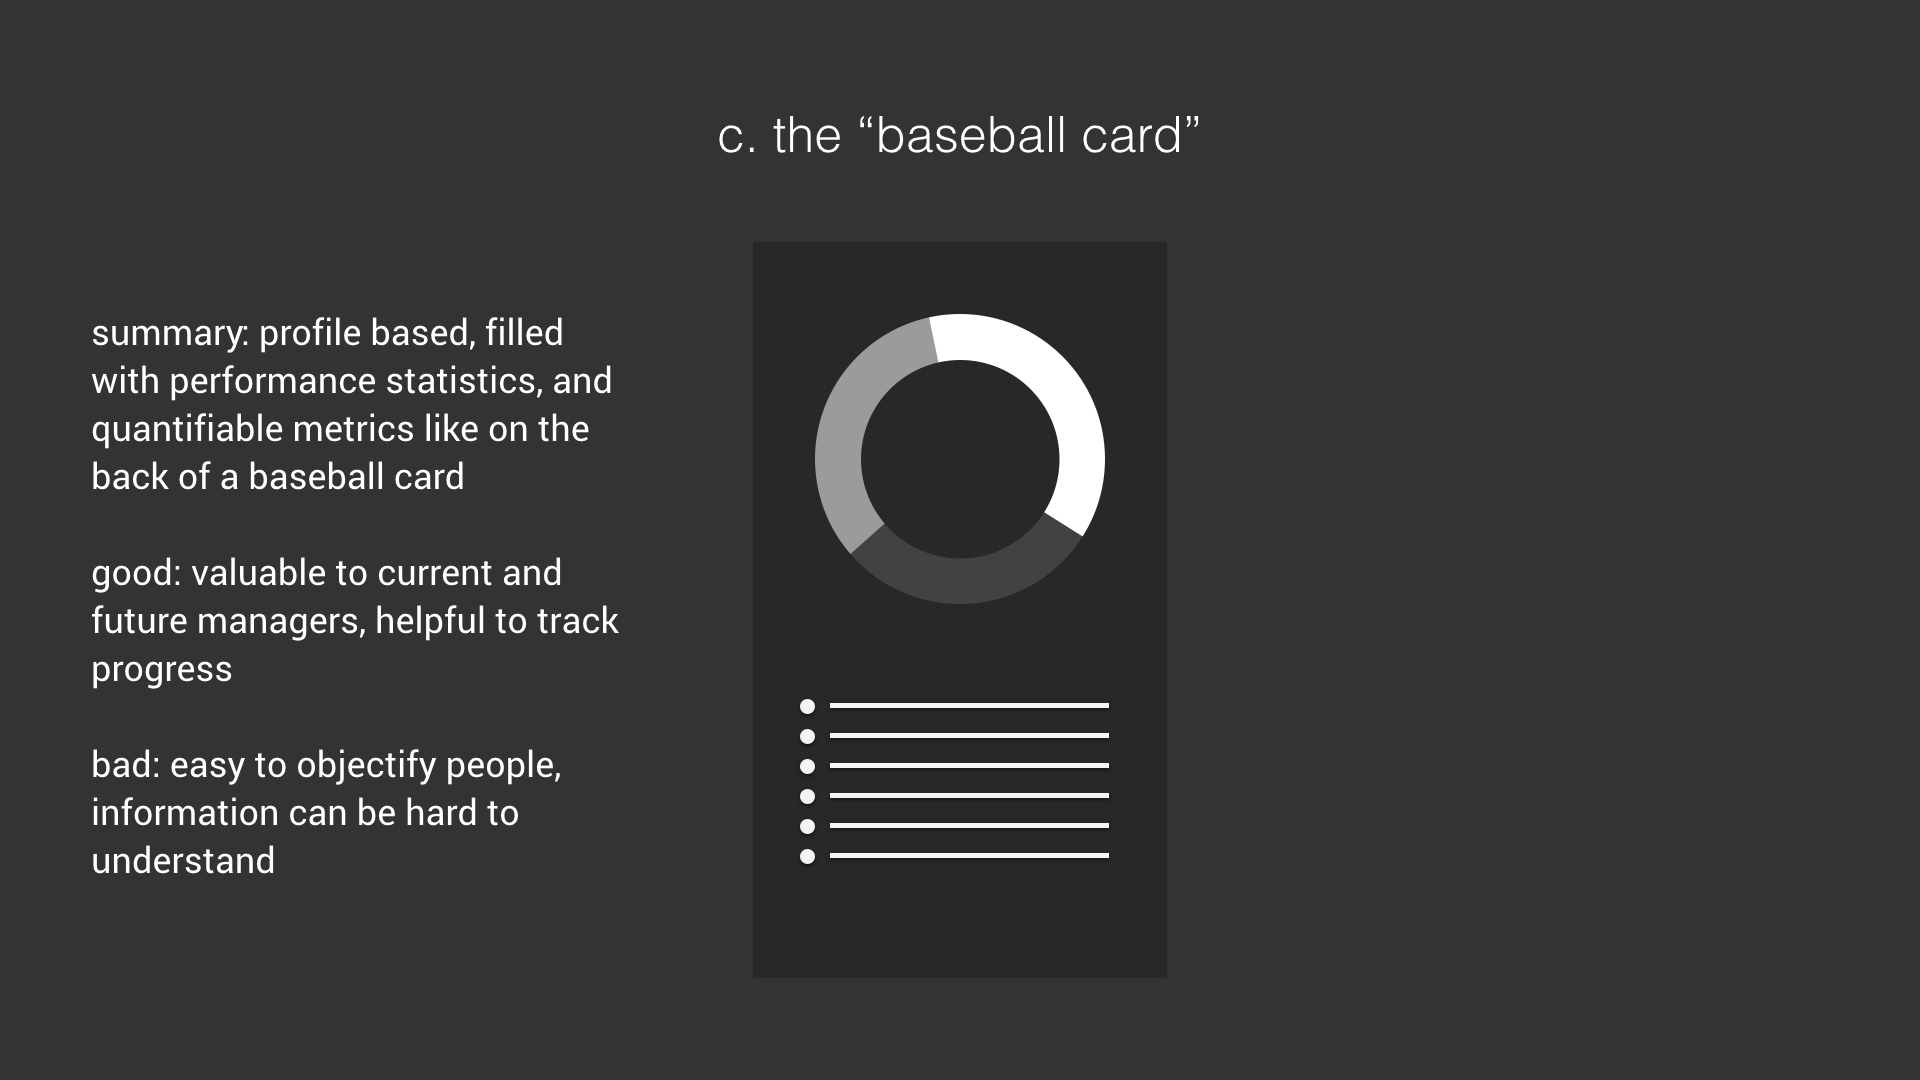 c. the “baseball card”
summary: profile based, filled
with performance statistics, and
quantifiable metrics like on the
back of a baseball card
good: valuable to current and
future managers, helpful to track
progress
bad: easy to objectify people,
information can be hard to
understand